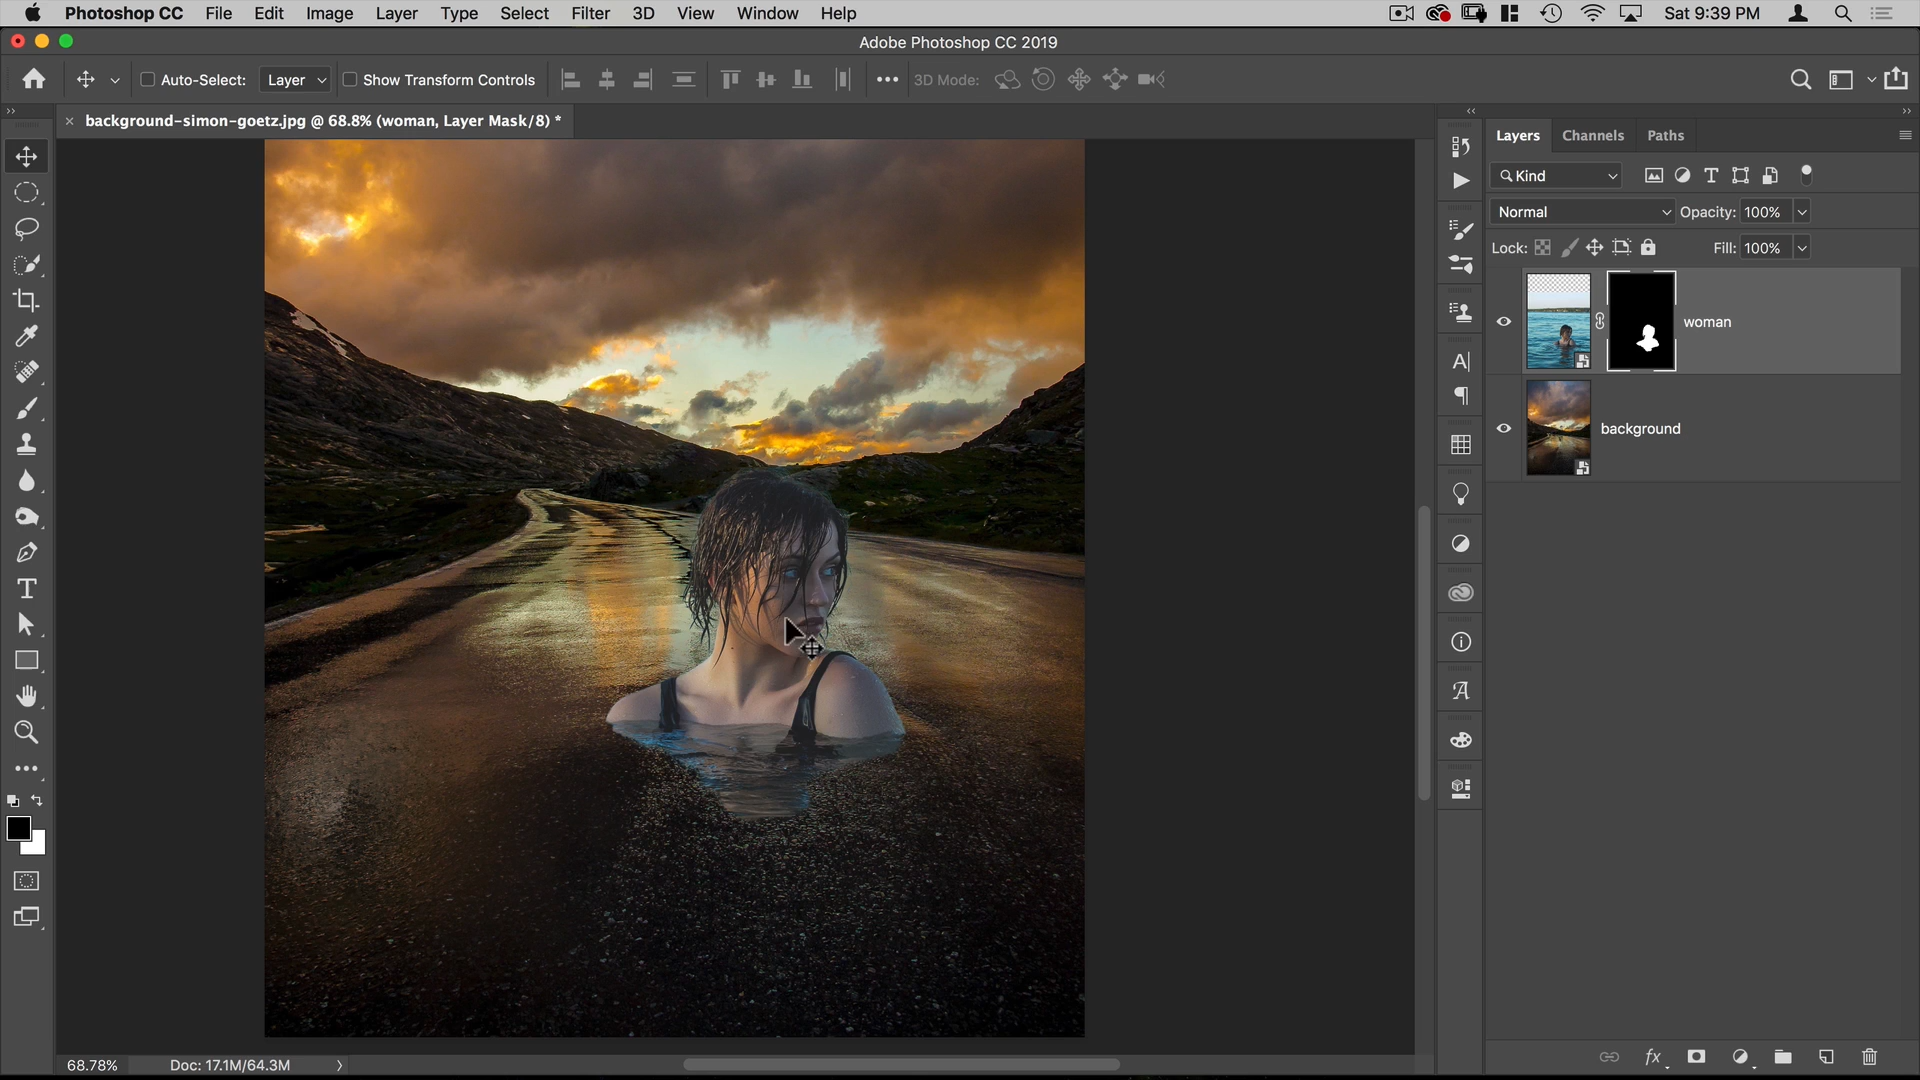 Photoshop CC File Edit Image Layer Type Select Filter 3D View Window Help Sat 9:39 PM
Adobe Photoshop CC 2019
Auto-Select: Layer Show Transform Controls 3D Mode:
background-simon-goetz.jpg @ 68.8% (woman, Layer Mask/8) *
Layers Channels Paths
Kind
Normal Opacity: 100%
Lock: Fill: 100%
woman
background
68.78% Doc: 17.1M/64.3M